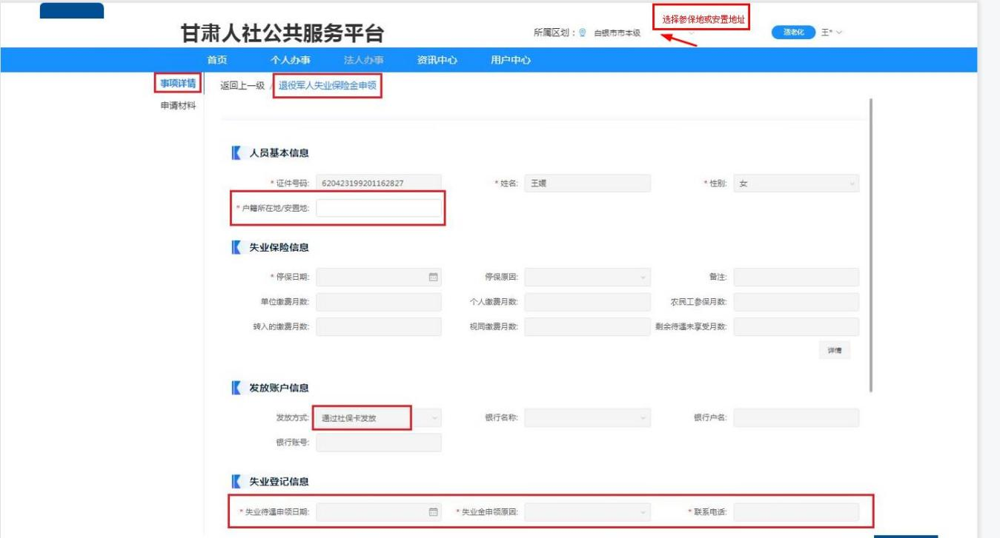 选择参保地或安置地址
甘肃人社公共服务平台
所属区划： 白银市市本级
适老化 王*
首页 个人办事 法人办事 资讯中心 用户中心
事项详情
申请材料
返回上一级 / 退役军人失业保险金申领
人员基本信息
* 证件号码: 620423199201162827 * 姓名: 王媛 * 性别: 女
* 户籍所在地/安置地:
失业保险信息
* 停保日期: 停保原因: 备注:
单位缴费月数: 个人缴费月数: 农民工参保月数:
转入的缴费月数: 视同缴费月数: 剩余待遇未享受月数:
详情
发放账户信息
发放方式: 通过社保卡发放 银行名称: 银行户名:
银行账号:
失业登记信息
* 失业待遇申领日期: * 失业金申领原因: * 联系电话: